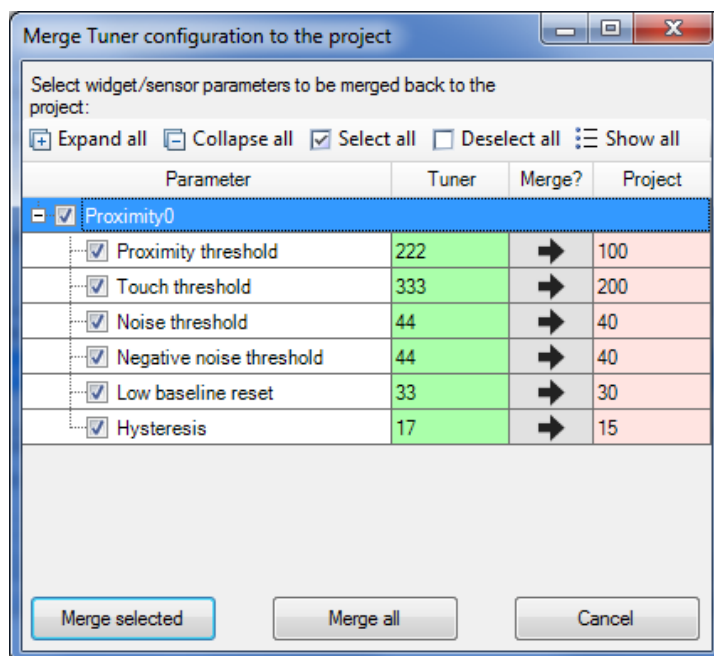 Merge Tuner configuration to the project
Select widget/sensor parameters to be merged back to the
project:
Expand all Collapse all Select all Deselect all Show all
Parameter Tuner Merge? Project
Proximity0
Proximity threshold 222 100
Touch threshold 333 200
Noise threshold 44 40
Negative noise threshold 44 40
Low baseline reset 33 30
Hysteresis 17 15
Merge selected Merge all Cancel